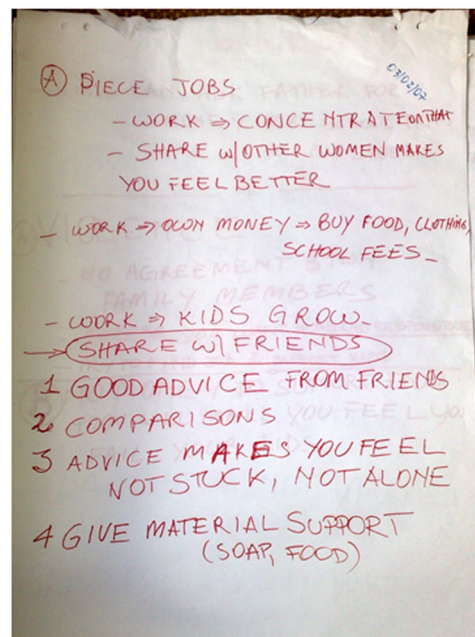 03/02/07
Ⓐ PIECE JOBS
- WORK ⇒ CONCENTRATE ON THAT
- SHARE W/ OTHER WOMEN MAKES
YOU FEEL BETTER
- WORK ⇒ OWN MONEY ⇒ BUY FOOD, CLOTHING,
SCHOOL FEES -
- WORK ⇒ KIDS GROW -
→ SHARE W/ FRIENDS
1 GOOD ADVICE FROM FRIENDS
2 COMPARISONS
3 ADVICE MAKES YOU FEEL
NOT STUCK, NOT ALONE
4 GIVE MATERIAL SUPPORT
(SOAP, FOOD)